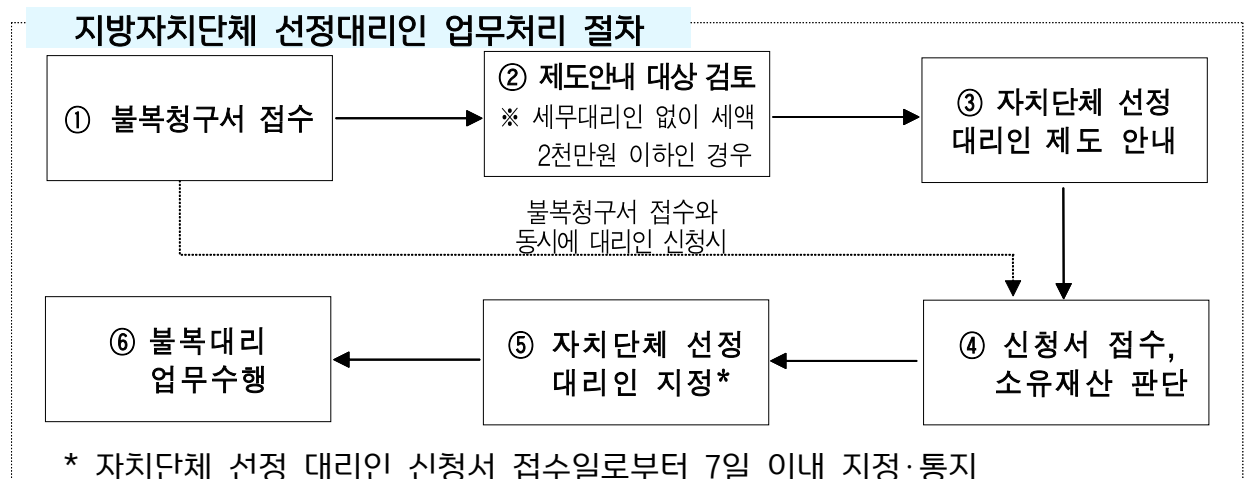 지방자치단체 선정대리인 업무처리 절차
① 불복청구서 접수
② 제도안내 대상 검토
※ 세무대리인 없이 세액
2천만원 이하인 경우
③ 자치단체 선정
대리인 제도 안내
불복청구서 접수와
동시에 대리인 신청시
④ 신청서 접수,
소유재산 판단
⑤ 자치단체 선정
대리인 지정*
⑥ 불복대리
업무수행
* 자치단체 선정 대리인 신청서 접수일로부터 7일 이내 지정·통지